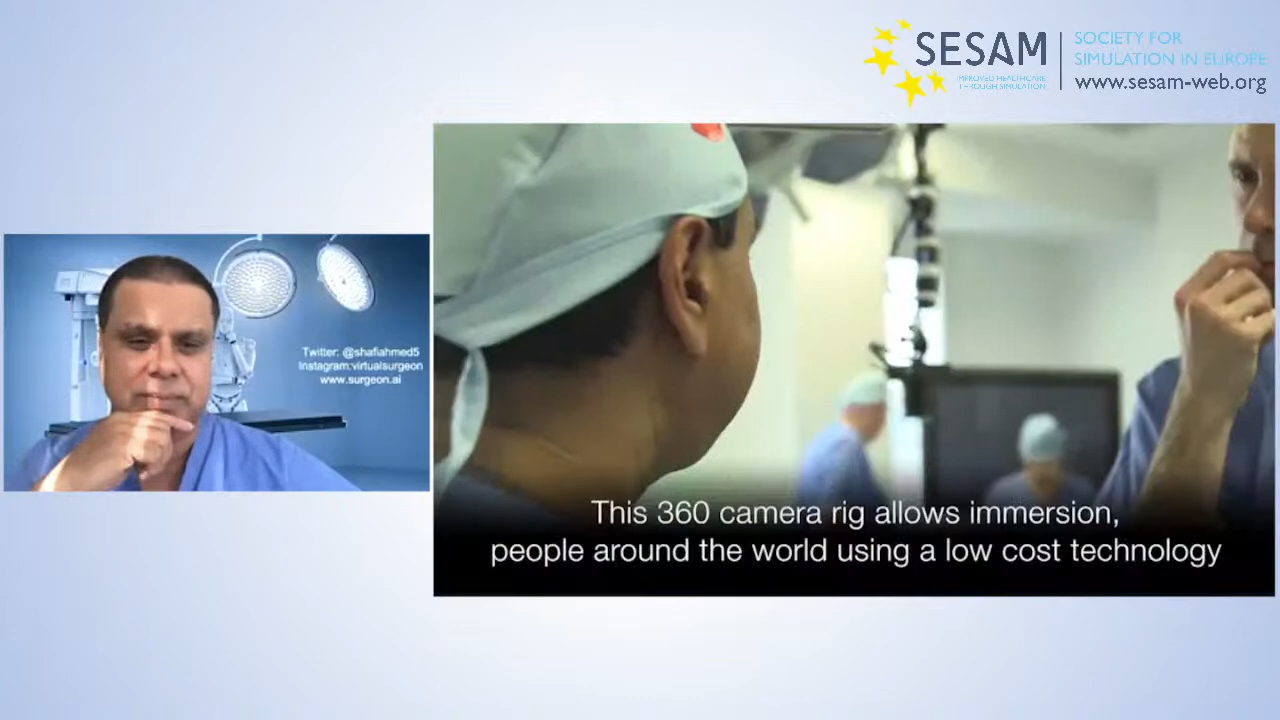 SESAM
IMPROVED HEALTHCARE
THROUGH SIMULATION
SOCIETY FOR
SIMULATION IN EUROPE
www.sesam-web.org
Twitter: @shafiahmed5
Instagram:virtualsurgeon
www.surgeon.ai
This 360 camera rig allows immersion,
people around the world using a low cost technology